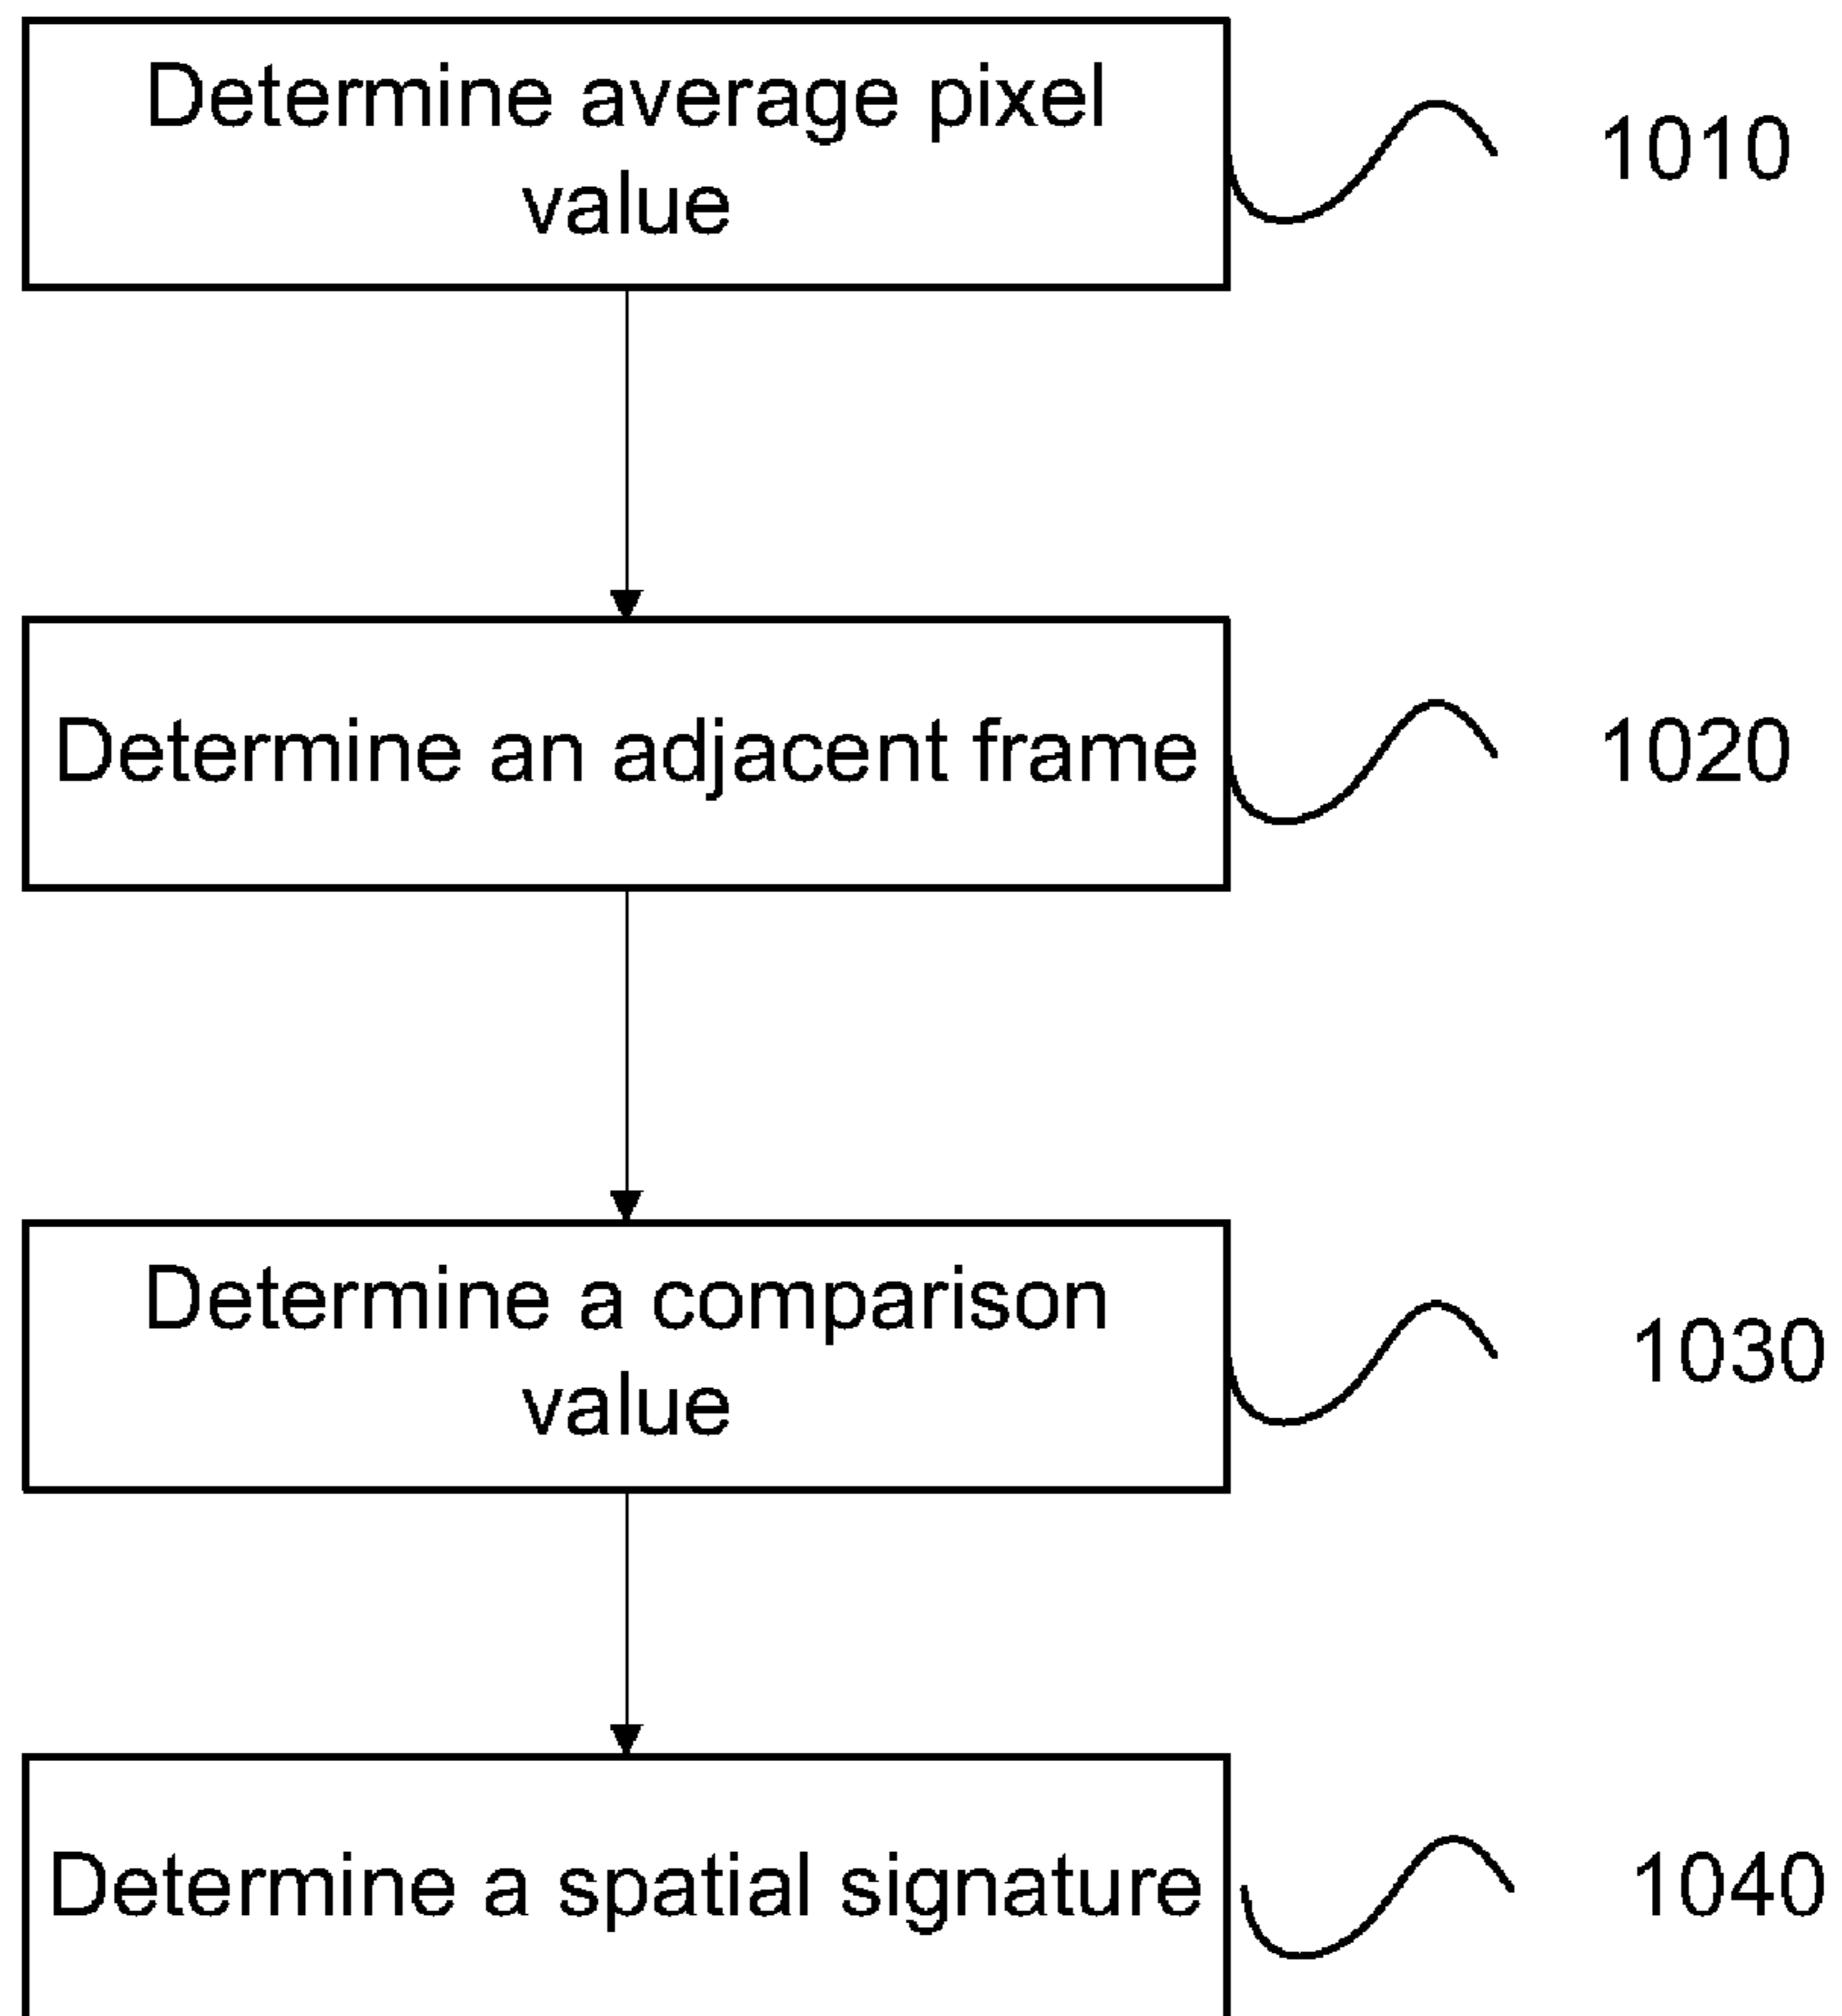 Determine average pixel
value
1010
Determine an adjacent frame
1020
Determine a comparison
value
1030
Determine a spatial signature
1040